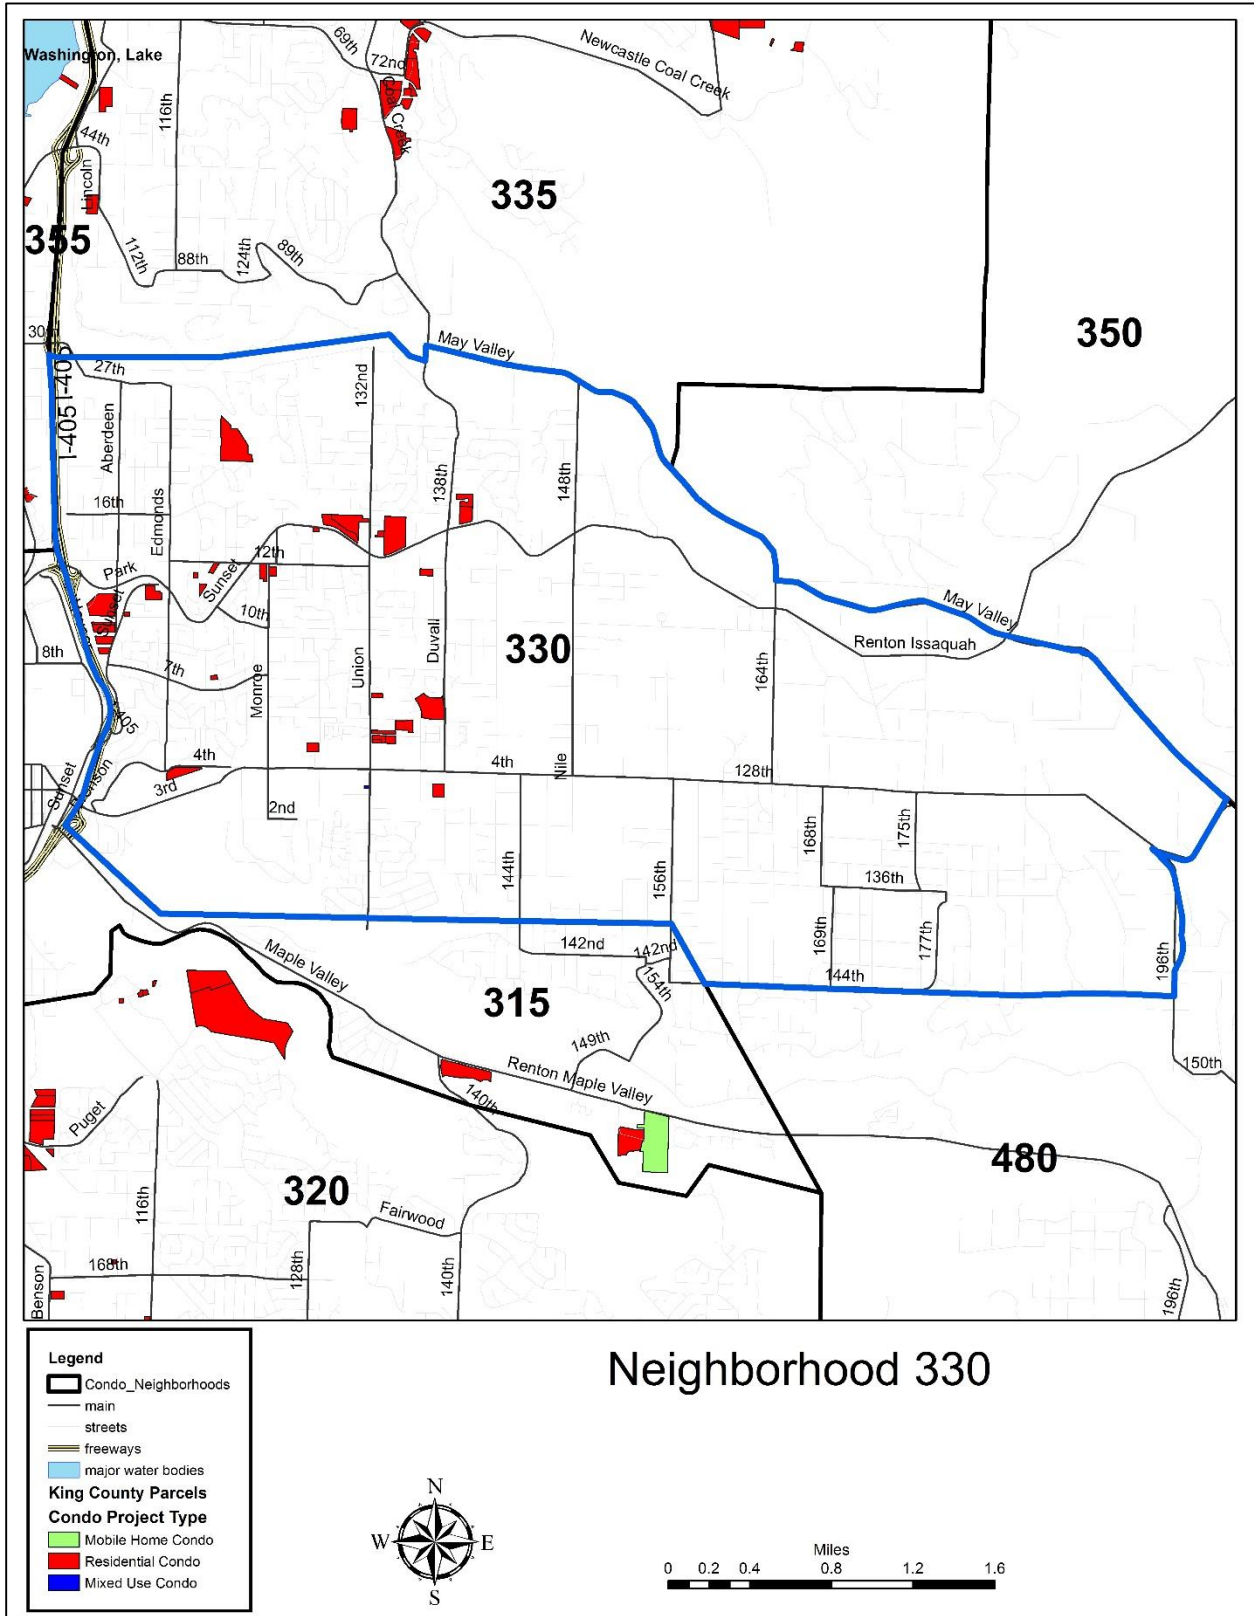 Washington, Lake
69th
72nd
Newcastle Coal Creek
116th
Coal Creek
44th
Lincoln
335
355
112th
88th
124th
89th
350
30th
I-405
I-405
27th
May Valley
132nd
Aberdeen
138th
148th
16th
Edmonds
12th
Park
Sunset
Sunset
10th
May Valley
Renton Issaquah
330
8th
7th
Monroe
Union
Duvall
164th
405
4th
4th
Nile
128th
Sunset
3rd
2nd
168th
175th
144th
156th
136th
169th
177th
196th
142nd
142nd
Maple Valley
154th
144th
315
149th
150th
Renton Maple Valley
140th
Puget
480
320
116th
Fairwood
168th
128th
140th
Benson
196th
Neighborhood 330
Legend
Condo_Neighborhoods
main
streets
freeways
major water bodies
King County Parcels
Condo Project Type
Mobile Home Condo
Residential Condo
Mixed Use Condo
N
W
E
S
Miles
0
0.2
0.4
0.8
1.2
1.6